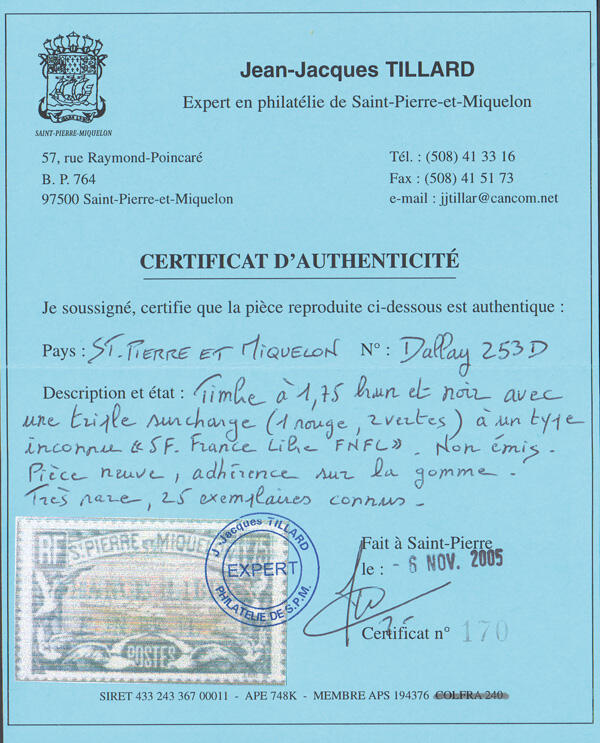 SAINT-PIERRE-MIQUELON
Jean-Jacques TILLARD
Expert en philatélie de Saint-Pierre-et-Miquelon
57, rue Raymond-Poincaré
B. P. 764
97500 Saint-Pierre-et-Miquelon
Tél. : (508) 41 33 16
Fax : (508) 41 51 73
e-mail : jjtillar@cancom.net
CERTIFICAT D'AUTHENTICITÉ
Je soussigné, certifie que la pièce reproduite ci-dessous est authentique :
Pays : ST. PIERRE ET MIQUELON N° : Dallay 253D
Description et état : Timbre à 1,75 brun et noir avec
une triple surcharge (1 rouge, 2 vertes) à un type
inconnu « SF. France Libre FNFL». Non émis.
Pièce neuve, adhérence sur la gomme.
Très rare, 25 exemplaires connus.
RF ST PIERRE ET MIQUEL
POSTES
J. Jacques TILLARD
EXPERT
PHILATELIE DE S.P.M.
Fait à Saint-Pierre
le : - 6 NOV. 2005
Certificat n° 170
SIRET 433 243 367 00011 - APE 748K - MEMBRE APS 194376 COLFRA 240